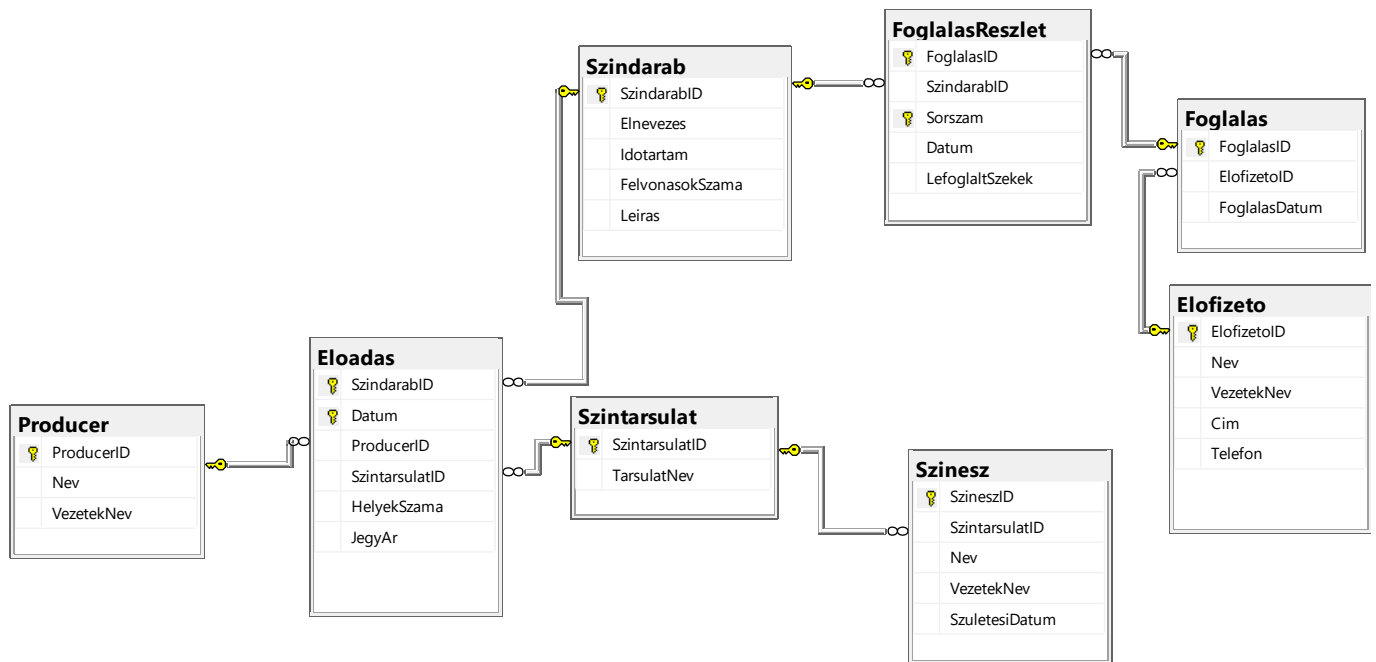 FoglalasReszlet
FoglalasID
SzindarabID
Sorszam
Datum
LefoglaltSzekek
Szindarab
SzindarabID
Elnevezes
Idotartam
FelvonasokSzama
Leiras
Foglalas
FoglalasID
ElofizetoID
FoglalasDatum
Elofizeto
ElofizetoID
Nev
VezetekNev
Cim
Telefon
Eloadas
SzindarabID
Datum
ProducerID
SzintarsulatID
HelyekSzama
JegyAr
Producer
ProducerID
Nev
VezetekNev
Szintarsulat
SzintarsulatID
TarsulatNev
Szinesz
SzineszID
SzintarsulatID
Nev
VezetekNev
SzuletesiDatum